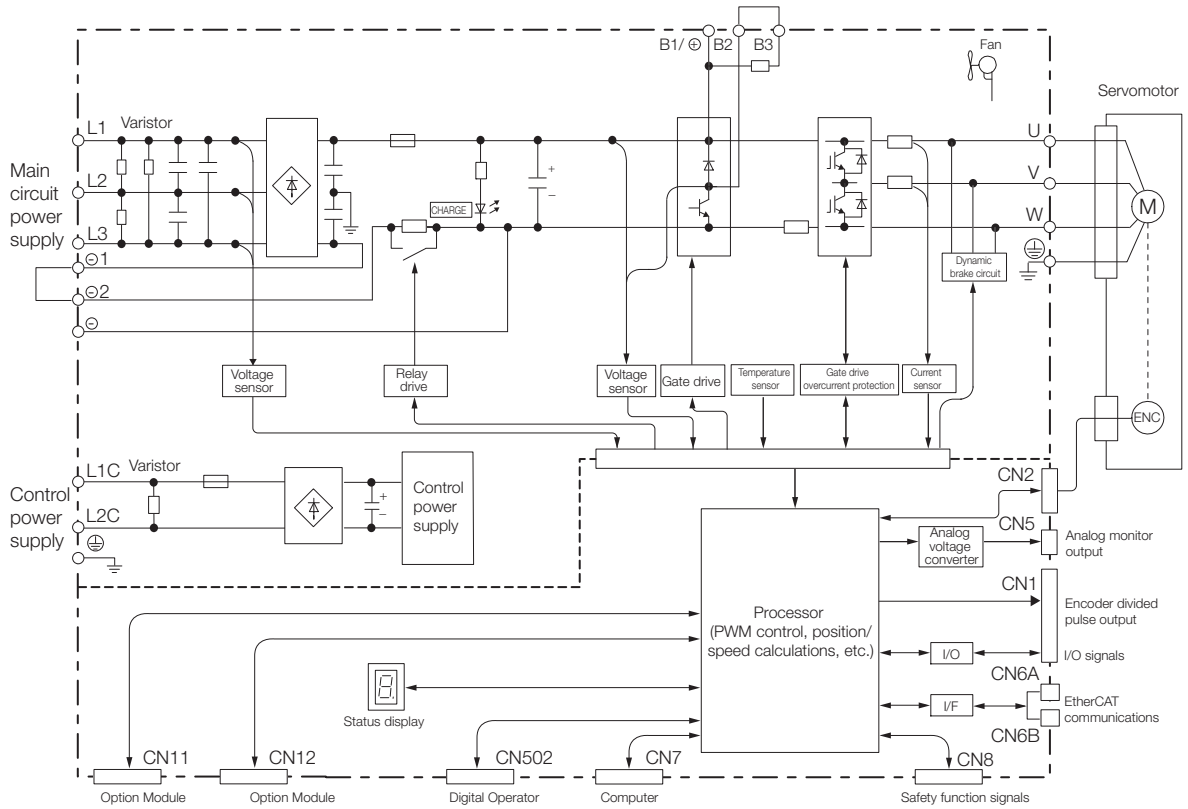 B1/ ⊕ B2 B3
Fan
Servomotor
L1 Varistor
U
Main
circuit
power
supply
L2
V
L3
CHARGE
W
M
⊖ 1
⊖ 2
⊖
+
–
Dynamic
brake circuit
Voltage
sensor
Relay
drive
Voltage
sensor
Gate drive
Temperature
sensor
Gate drive
overcurrent protection
Current
sensor
ENC
L1C Varistor
Control
power
supply
L2C
+
–
Control
power
supply
CN2
CN5
Analog
voltage
converter
Analog monitor
output
CN1
Encoder divided
pulse output
Processor
(PWM control, position/
speed calculations, etc.)
I/O
I/O signals
CN6A
I/F
EtherCAT
communications
CN6B
8.
Status display
CN11 CN12 CN502 CN7 CN8
Option Module Option Module Digital Operator Computer Safety function signals